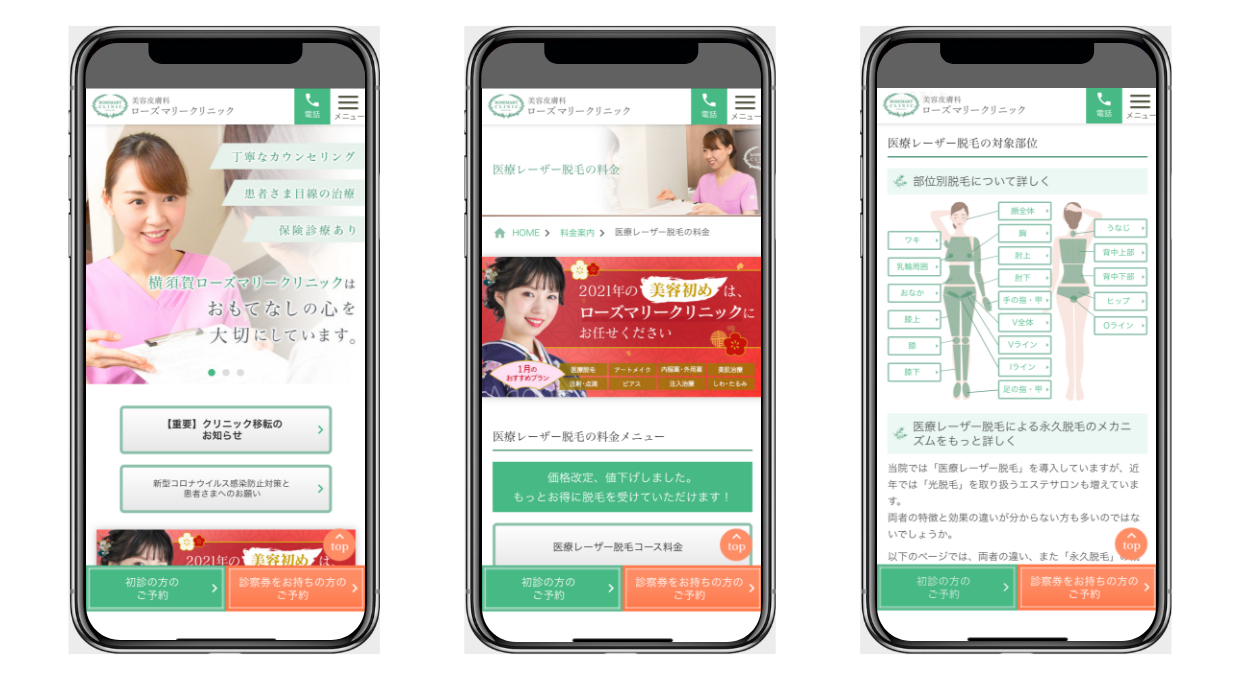 ROSEMARY
CLINIC
美容皮膚科
ローズマリークリニック
電話
メニュー
丁寧なカウンセリング
患者さま目線の治療
保険診療あり
横須賀ローズマリークリニックは
おもてなしの心を
大切にしています。
【重要】クリニック移転の
お知らせ
新型コロナウイルス感染防止対策と
患者さまへのお願い
2021年の 美容初め は、
top
初診の方の
ご予約
診察券をお持ちの方の
ご予約
ROSEMARY
CLINIC
美容皮膚科
ローズマリークリニック
電話
メニュー
医療レーザー脱毛の料金
HOME
料金案内
医療レーザー脱毛の料金
2021年の 美容初め は、
ローズマリークリニックに
お任せください
1月の
おすすめプラン
医療脱毛 アートメイク 内服薬・外用薬 美肌治療
注射・点滴 ピアス 注入治療 しわ・たるみ
医療レーザー脱毛の料金メニュー
価格改定、値下げしました。
もっとお得に脱毛を受けていただけます！
医療レーザー脱毛コース料金
top
初診の方の
ご予約
診察券をお持ちの方の
ご予約
ROSEMARY
CLINIC
美容皮膚科
ローズマリークリニック
電話
メニュー
医療レーザー脱毛の対象部位
部位別脱毛について詳しく
顔全体
胸
肘上
肘下
手の指・甲
V全体
Vライン
Iライン
足の指・甲
ワキ
乳輪周囲
おなか
膝上
膝
膝下
うなじ
背中上部
背中下部
ヒップ
Oライン
医療レーザー脱毛による永久脱毛のメカニ
ズムをもっと詳しく
当院では「医療レーザー脱毛」を導入していますが、近
年では「光脱毛」を取り扱うエステサロンも増えていま
す。
両者の特徴と効果の違いが分からない方も多いのではな
いでしょうか。
以下のページでは、両者の違い、また「永久脱毛」
top
初診の方の
ご予約
診察券をお持ちの方の
ご予約